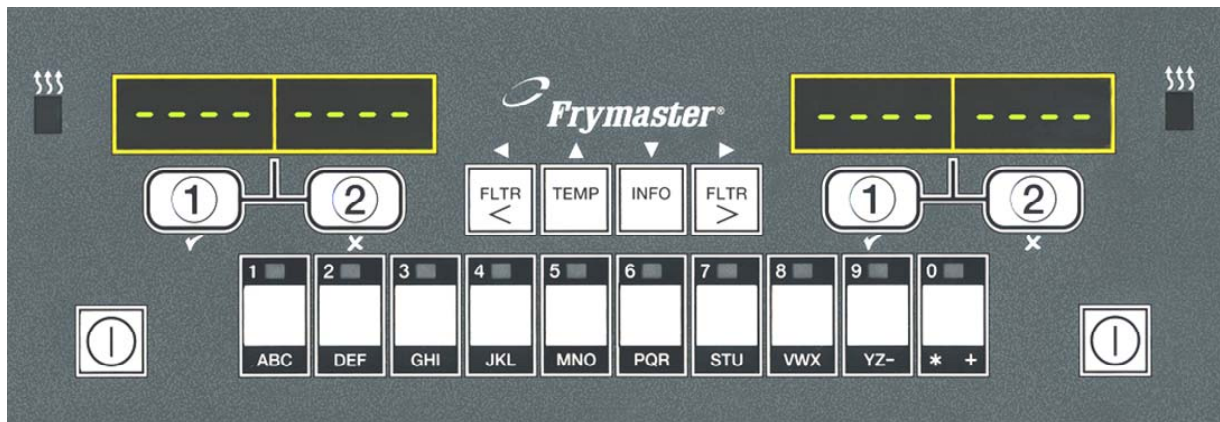 - - - - - - - -
- - - - - - - -
Frymaster®
FLTR < TEMP INFO FLTR >
1 2
1 2
1 2 3 4 5 6 7 8 9 0
ABC DEF GHI JKL MNO PQR STU VWX YZ- * +